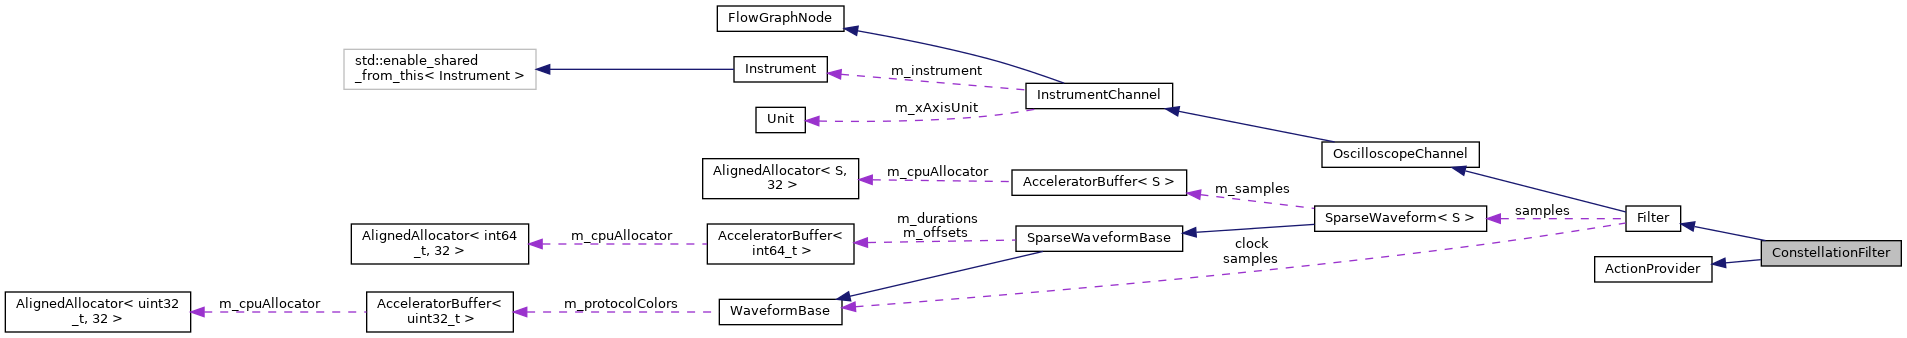 FlowGraphNode
std::enable_shared
_from_this< Instrument >
Instrument
m_instrument
InstrumentChannel
m_xAxisUnit
Unit
OscilloscopeChannel
AlignedAllocator< S,
32 >
m_cpuAllocator
AcceleratorBuffer< S >
m_samples
SparseWaveform< S >
samples
Filter
AlignedAllocator< int64
_t, 32 >
m_cpuAllocator
AcceleratorBuffer<
int64_t >
m_durations
m_offsets
SparseWaveformBase
clock
samples
ConstellationFilter
ActionProvider
AlignedAllocator< uint32
_t, 32 >
m_cpuAllocator
AcceleratorBuffer<
uint32_t >
m_protocolColors
WaveformBase